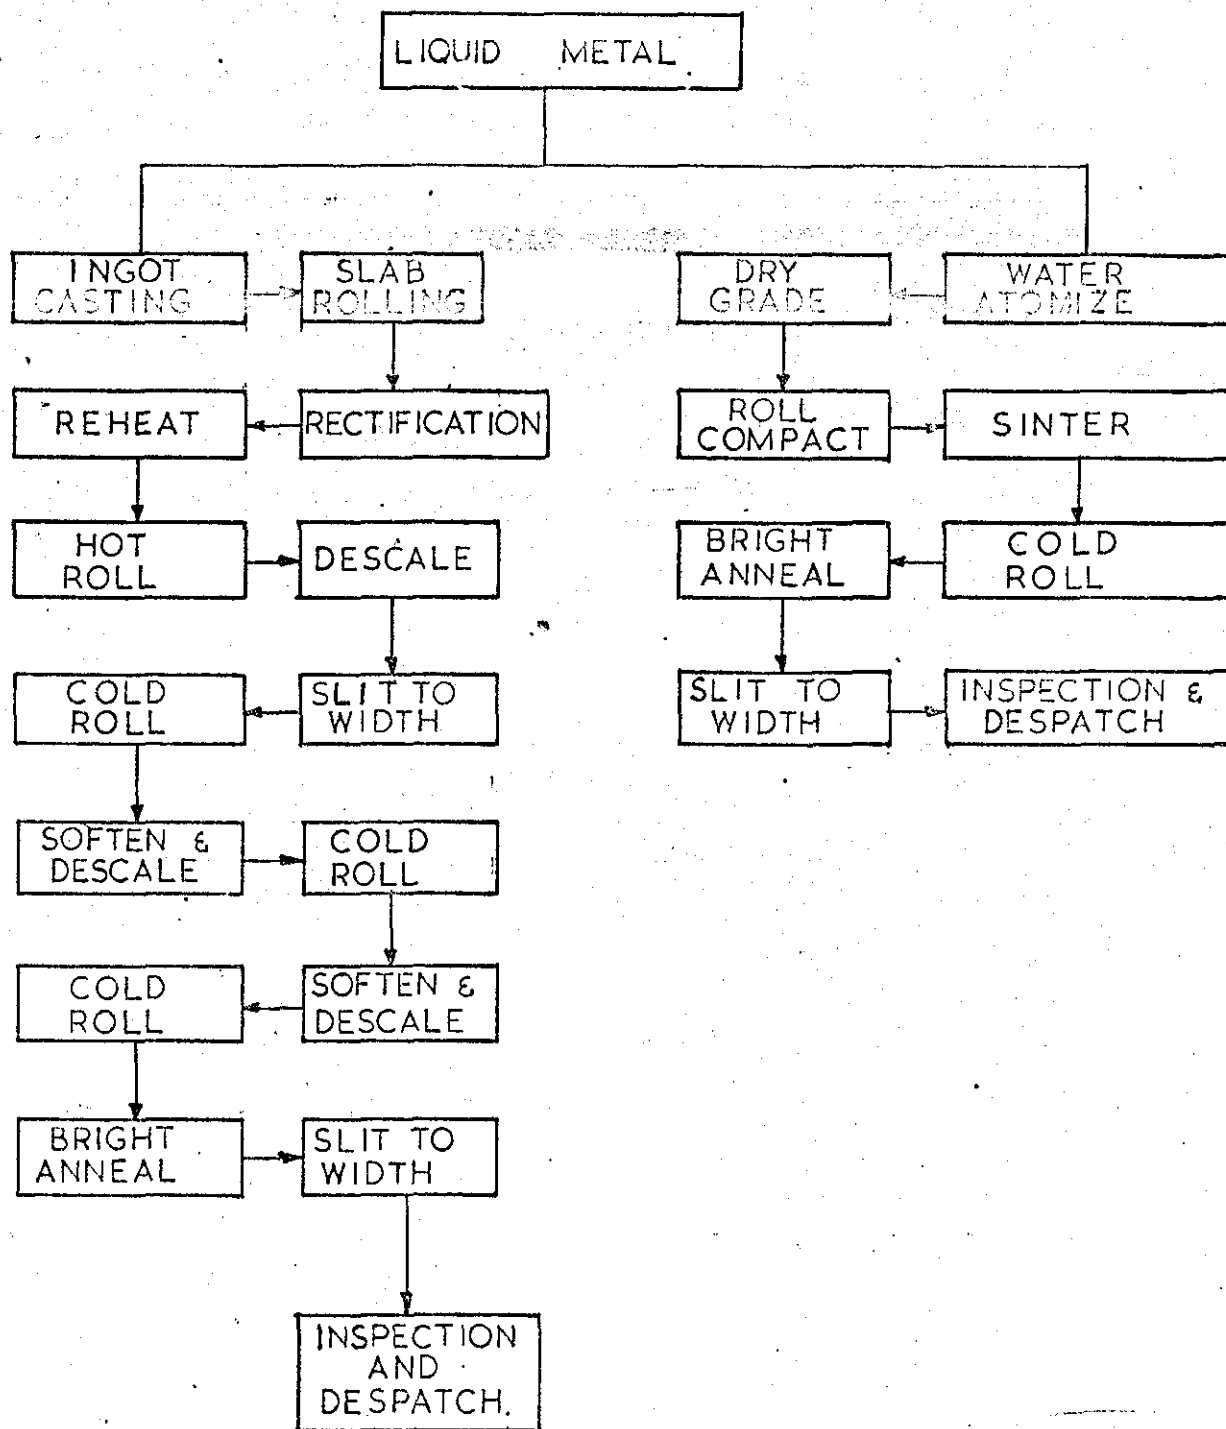 LIQUID METAL
INGOT
CASTING
SLAB
ROLLING
DRY
GRADE
WATER
ATOMIZE
REHEAT
RECTIFICATION
ROLL
COMPACT
SINTER
HOT
ROLL
DESCALE
BRIGHT
ANNEAL
COLD
ROLL
COLD
ROLL
SLIT TO
WIDTH
SLIT TO
WIDTH
INSPECTION &
DESPATCH
SOFTEN &
DESCALE
COLD
ROLL
COLD
ROLL
SOFTEN &
DESCALE
BRIGHT
ANNEAL
SLIT TO
WIDTH
INSPECTION
AND
DESPATCH.